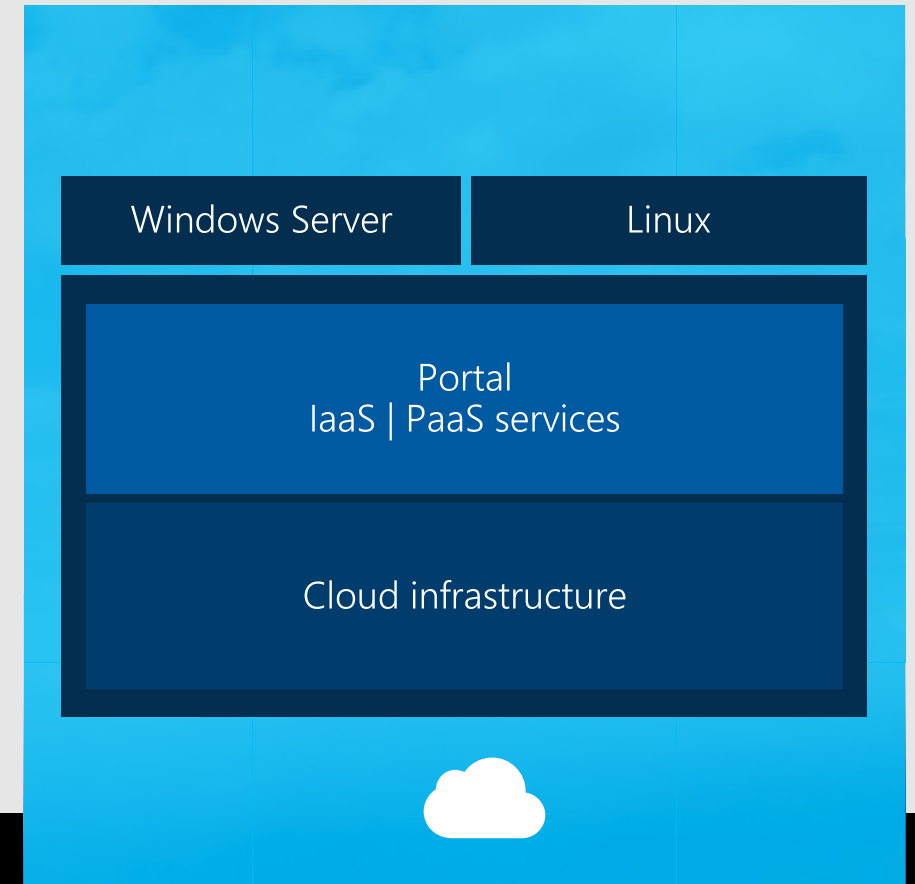 Windows Server
Linux
Portal
IaaS | PaaS services
Cloud infrastructure